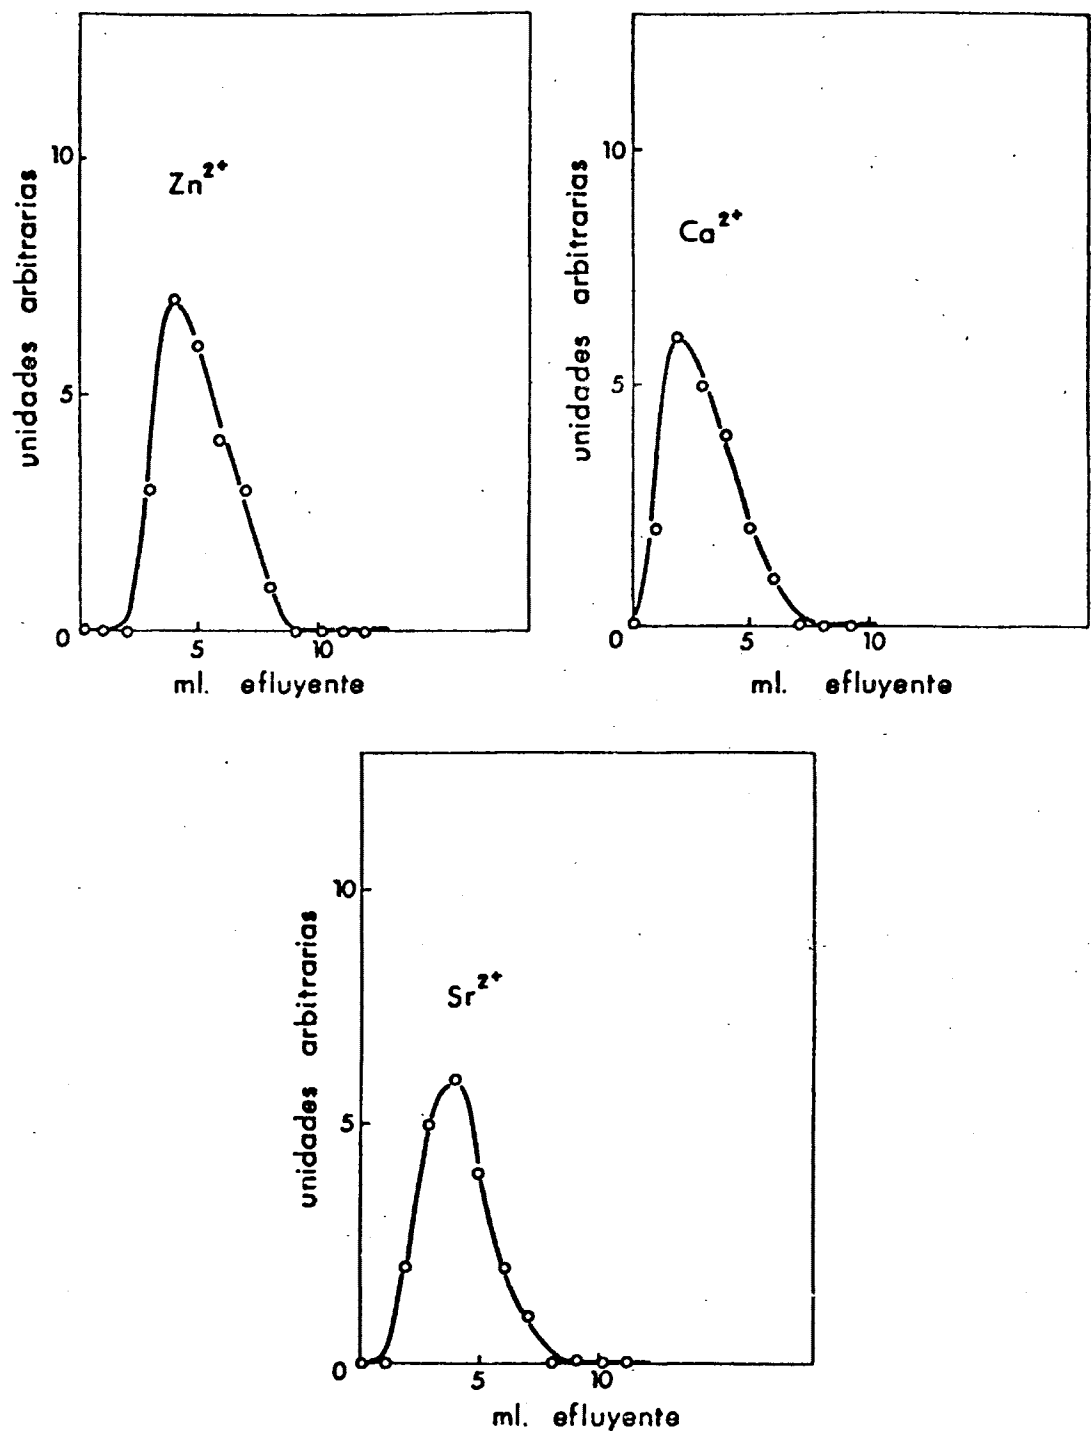 Zn²⁺
unidades arbitrarias
10
5
0
5
10
ml. efluyente
Ca²⁺
unidades arbitrarias
10
5
0
5
10
ml. efluyente
Sr²⁺
unidades arbitrarias
10
5
0
5
10
ml. efluyente